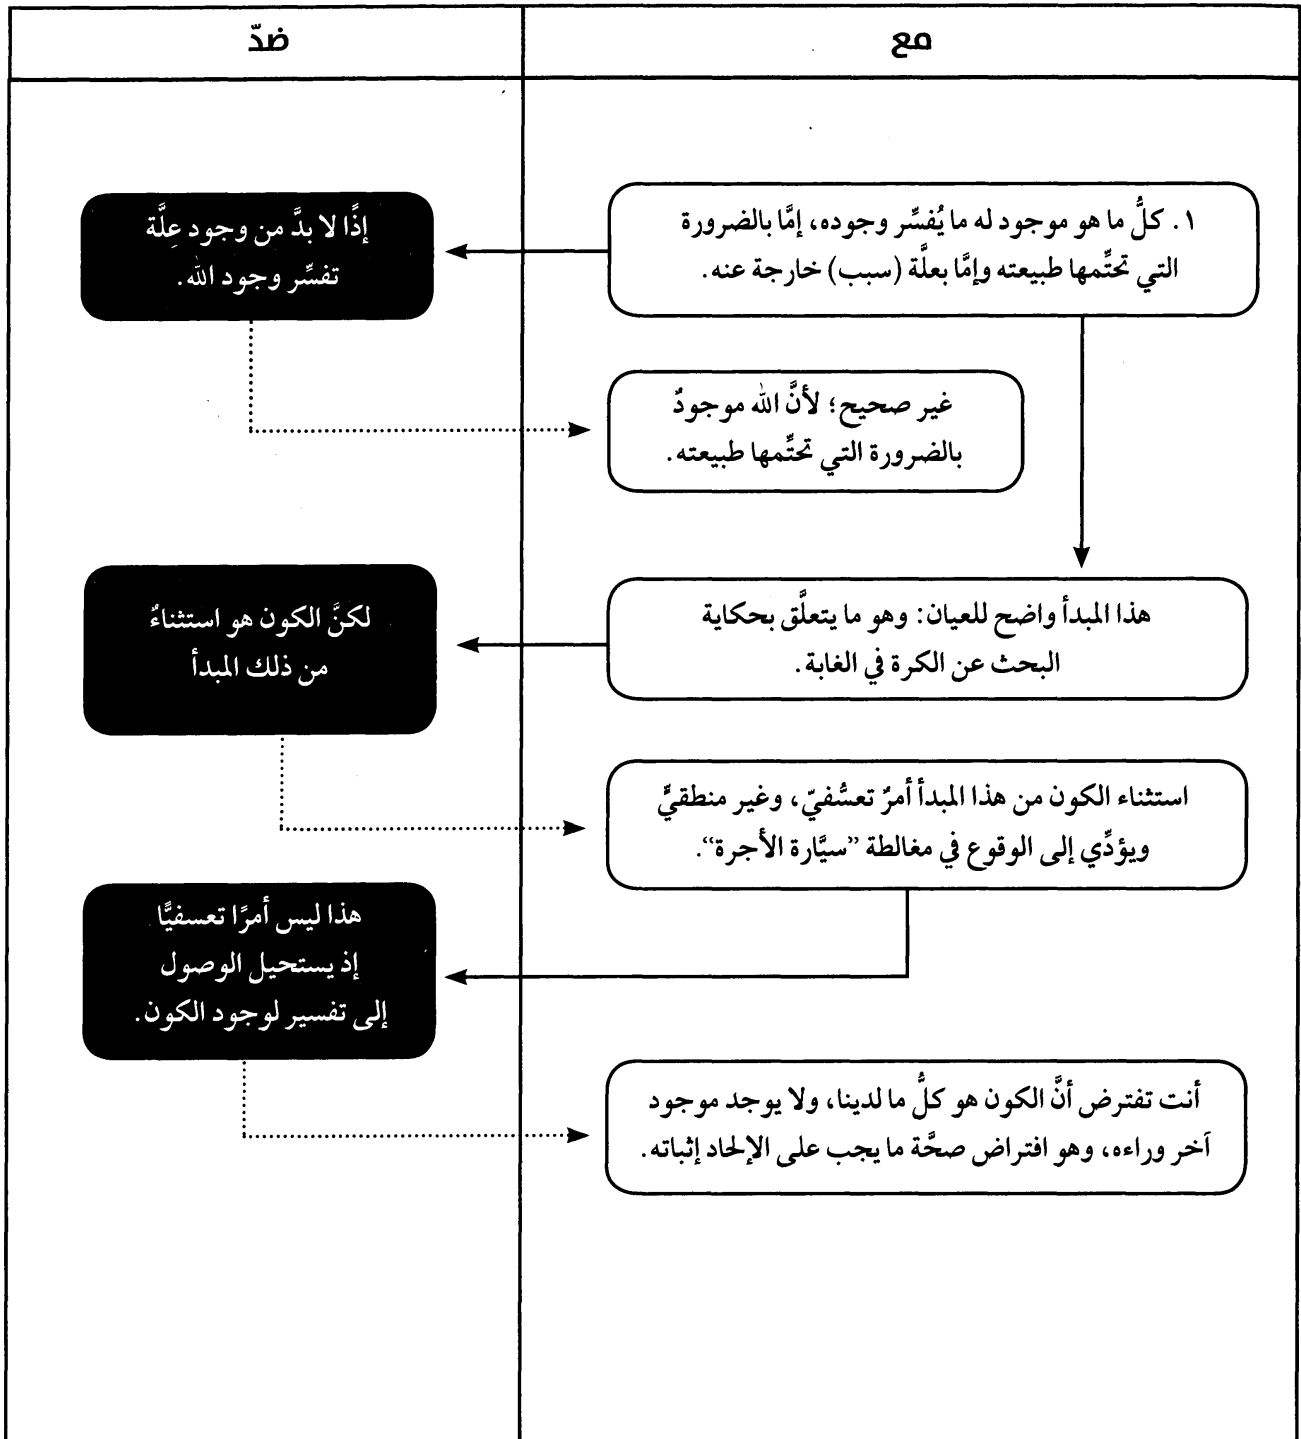 مع
ضدّ
١. كلُّ ما هو موجود له ما يُفسِّر وجوده، إمَّا بالضرورة
التي تحتِّمها طبيعته وإمَّا بعلَّة (سبب) خارجة عنه.
إذًا لا بدَّ من وجود عِلَّة
تفسِّر وجود الله.
غير صحيح؛ لأنَّ الله موجودٌ
بالضرورة التي تحتِّمها طبيعته.
هذا المبدأ واضح للعيان: وهو ما يتعلَّق بحكاية
البحث عن الكرة في الغابة.
لكنَّ الكون هو استثناءٌ
من ذلك المبدأ
استثناء الكون من هذا المبدأ أمرٌ تعسُّفيّ، وغير منطقيٍّ
ويؤدِّي إلى الوقوع في مغالطة ”سيَّارة الأجرة“.
هذا ليس أمرًا تعسفيًّا
إذ يستحيل الوصول
إلى تفسير لوجود الكون.
أنت تفترض أنَّ الكون هو كلُّ ما لدينا، ولا يوجد موجود
آخر وراءه، وهو افتراض صحَّة ما يجب على الإلحاد إثباته.